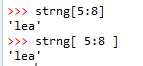 >>> strng[5:8]
'lea'
>>> strng[ 5:8 ]
'lea'